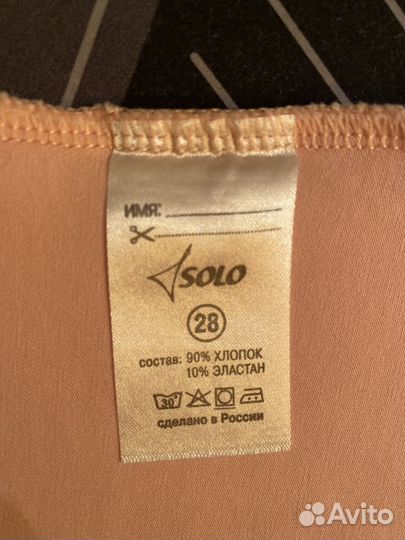 ИМЯ:
SOLO
28
состав: 90% ХЛОПОК
10% ЭЛАСТАН
30°
сделано в России
Avito